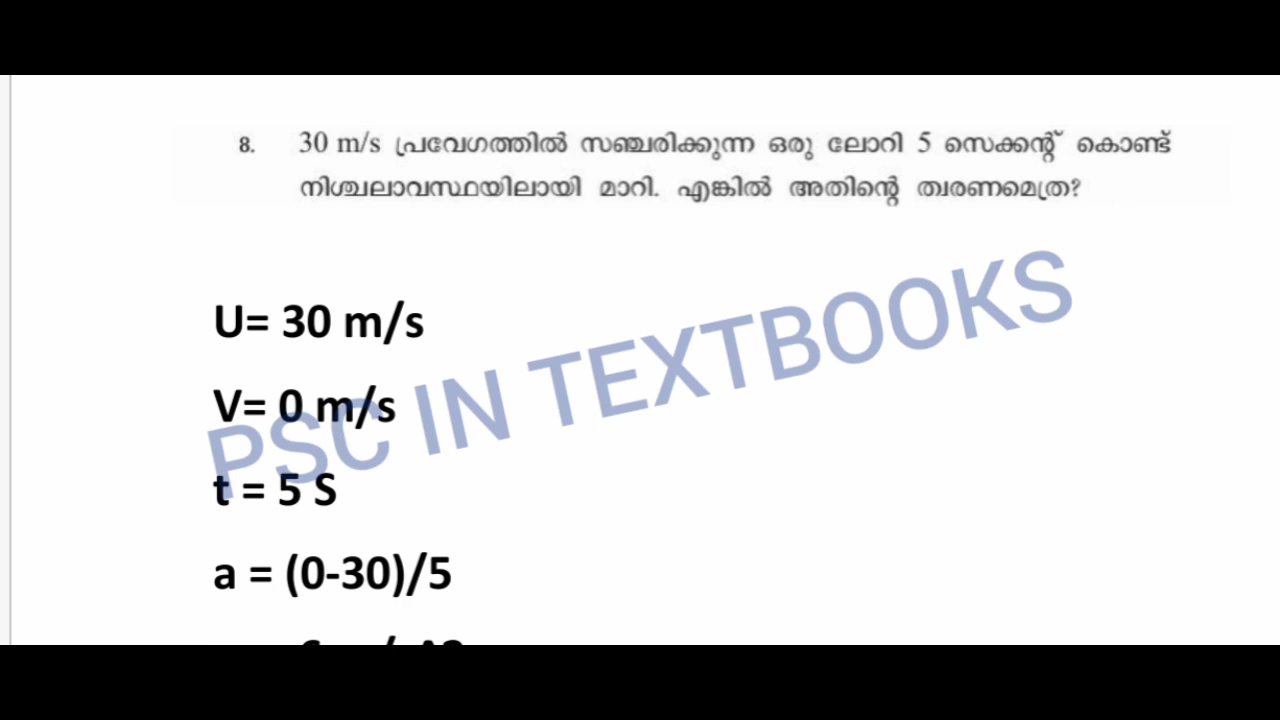 8. 30 m/s പ്രവേഗത്തിൽ സഞ്ചരിക്കുന്ന ഒരു ലോറി 5 സെക്കന്റ് കൊണ്ട്
നിശ്ചലാവസ്ഥയിലായി മാറി. എങ്കിൽ അതിന്റെ ത്വരണമെത്ര?
U= 30 m/s
V= 0 m/s
PSC IN TEXTBOOKS
t = 5 S
a = (0-30)/5